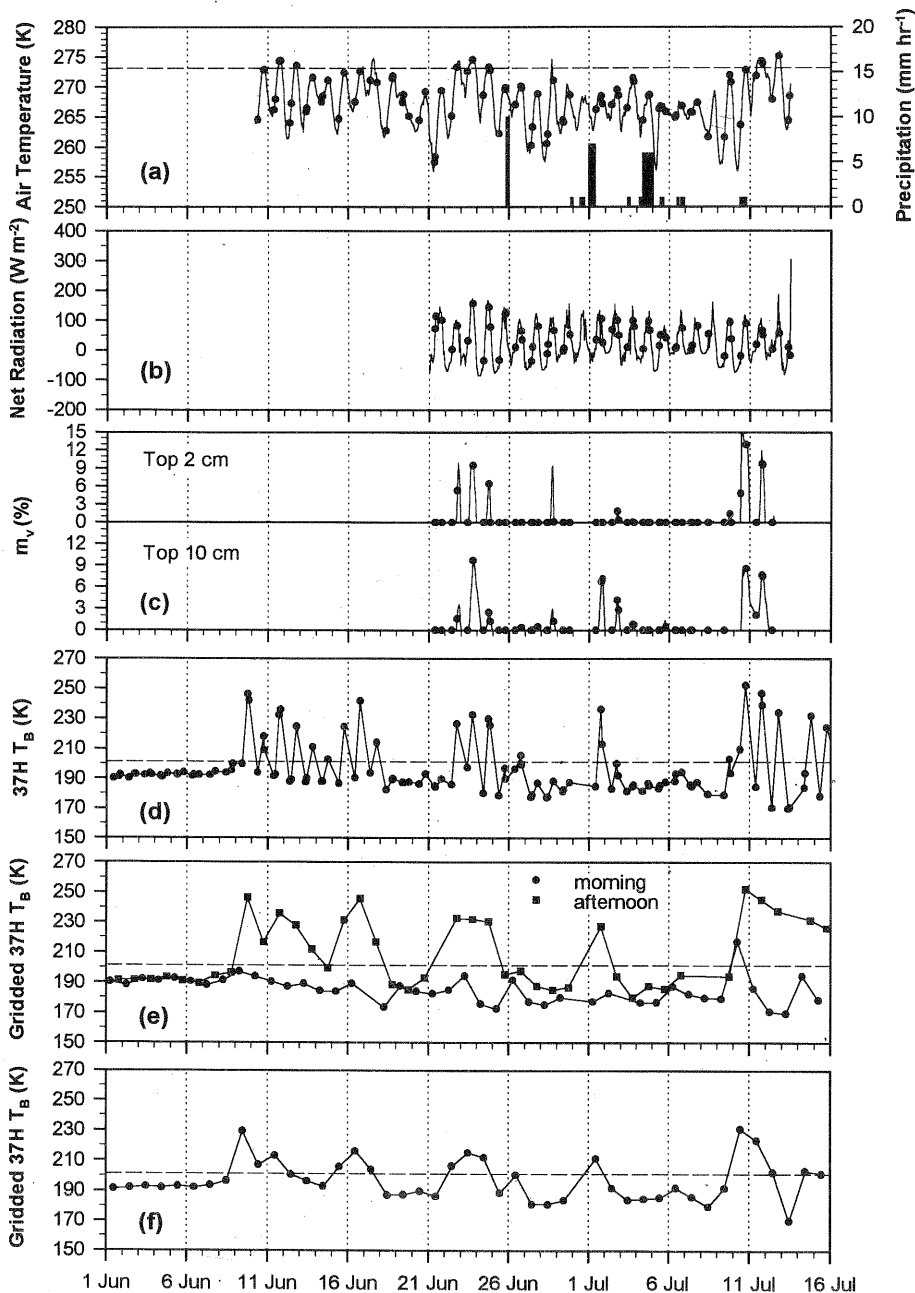 280
275
270
265
260
255
250
Air Temperature (K)
(a)
20
15
10
5
0
Precipitation (mm hr⁻¹)
400
300
200
100
0
-100
-200
Net Radiation (W m⁻²)
(b)
15
12
9
6
3
0
Top 2 cm
m_v (%)
12
9
6
3
0
Top 10 cm
(c)
270
250
230
210
190
170
150
37H T_B (K)
(d)
270
250
230
210
190
170
150
Gridded 37H T_B (K)
morning
afternoon
(e)
270
250
230
210
190
170
150
Gridded 37H T_B (K)
(f)
1 Jun 6 Jun 11 Jun 16 Jun 21 Jun 26 Jun 1 Jul 6 Jul 11 Jul 16 Jul